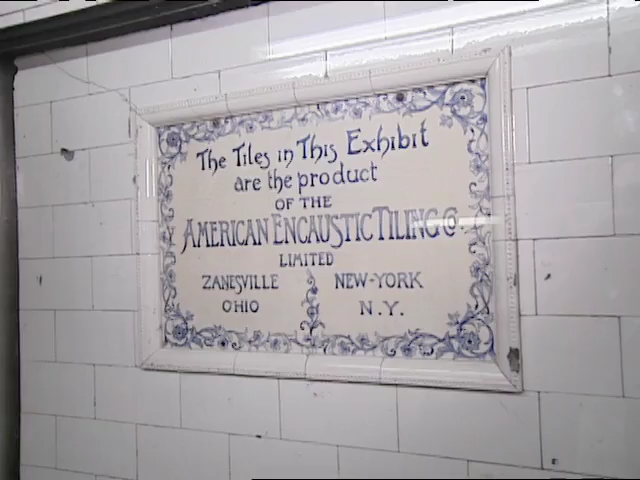 The Tiles in This Exhibit
are the product
OF THE
AMERICAN ENCAUSTIC TILING Co.
LIMITED
ZANESVILLE NEW-YORK
OHIO N.Y.